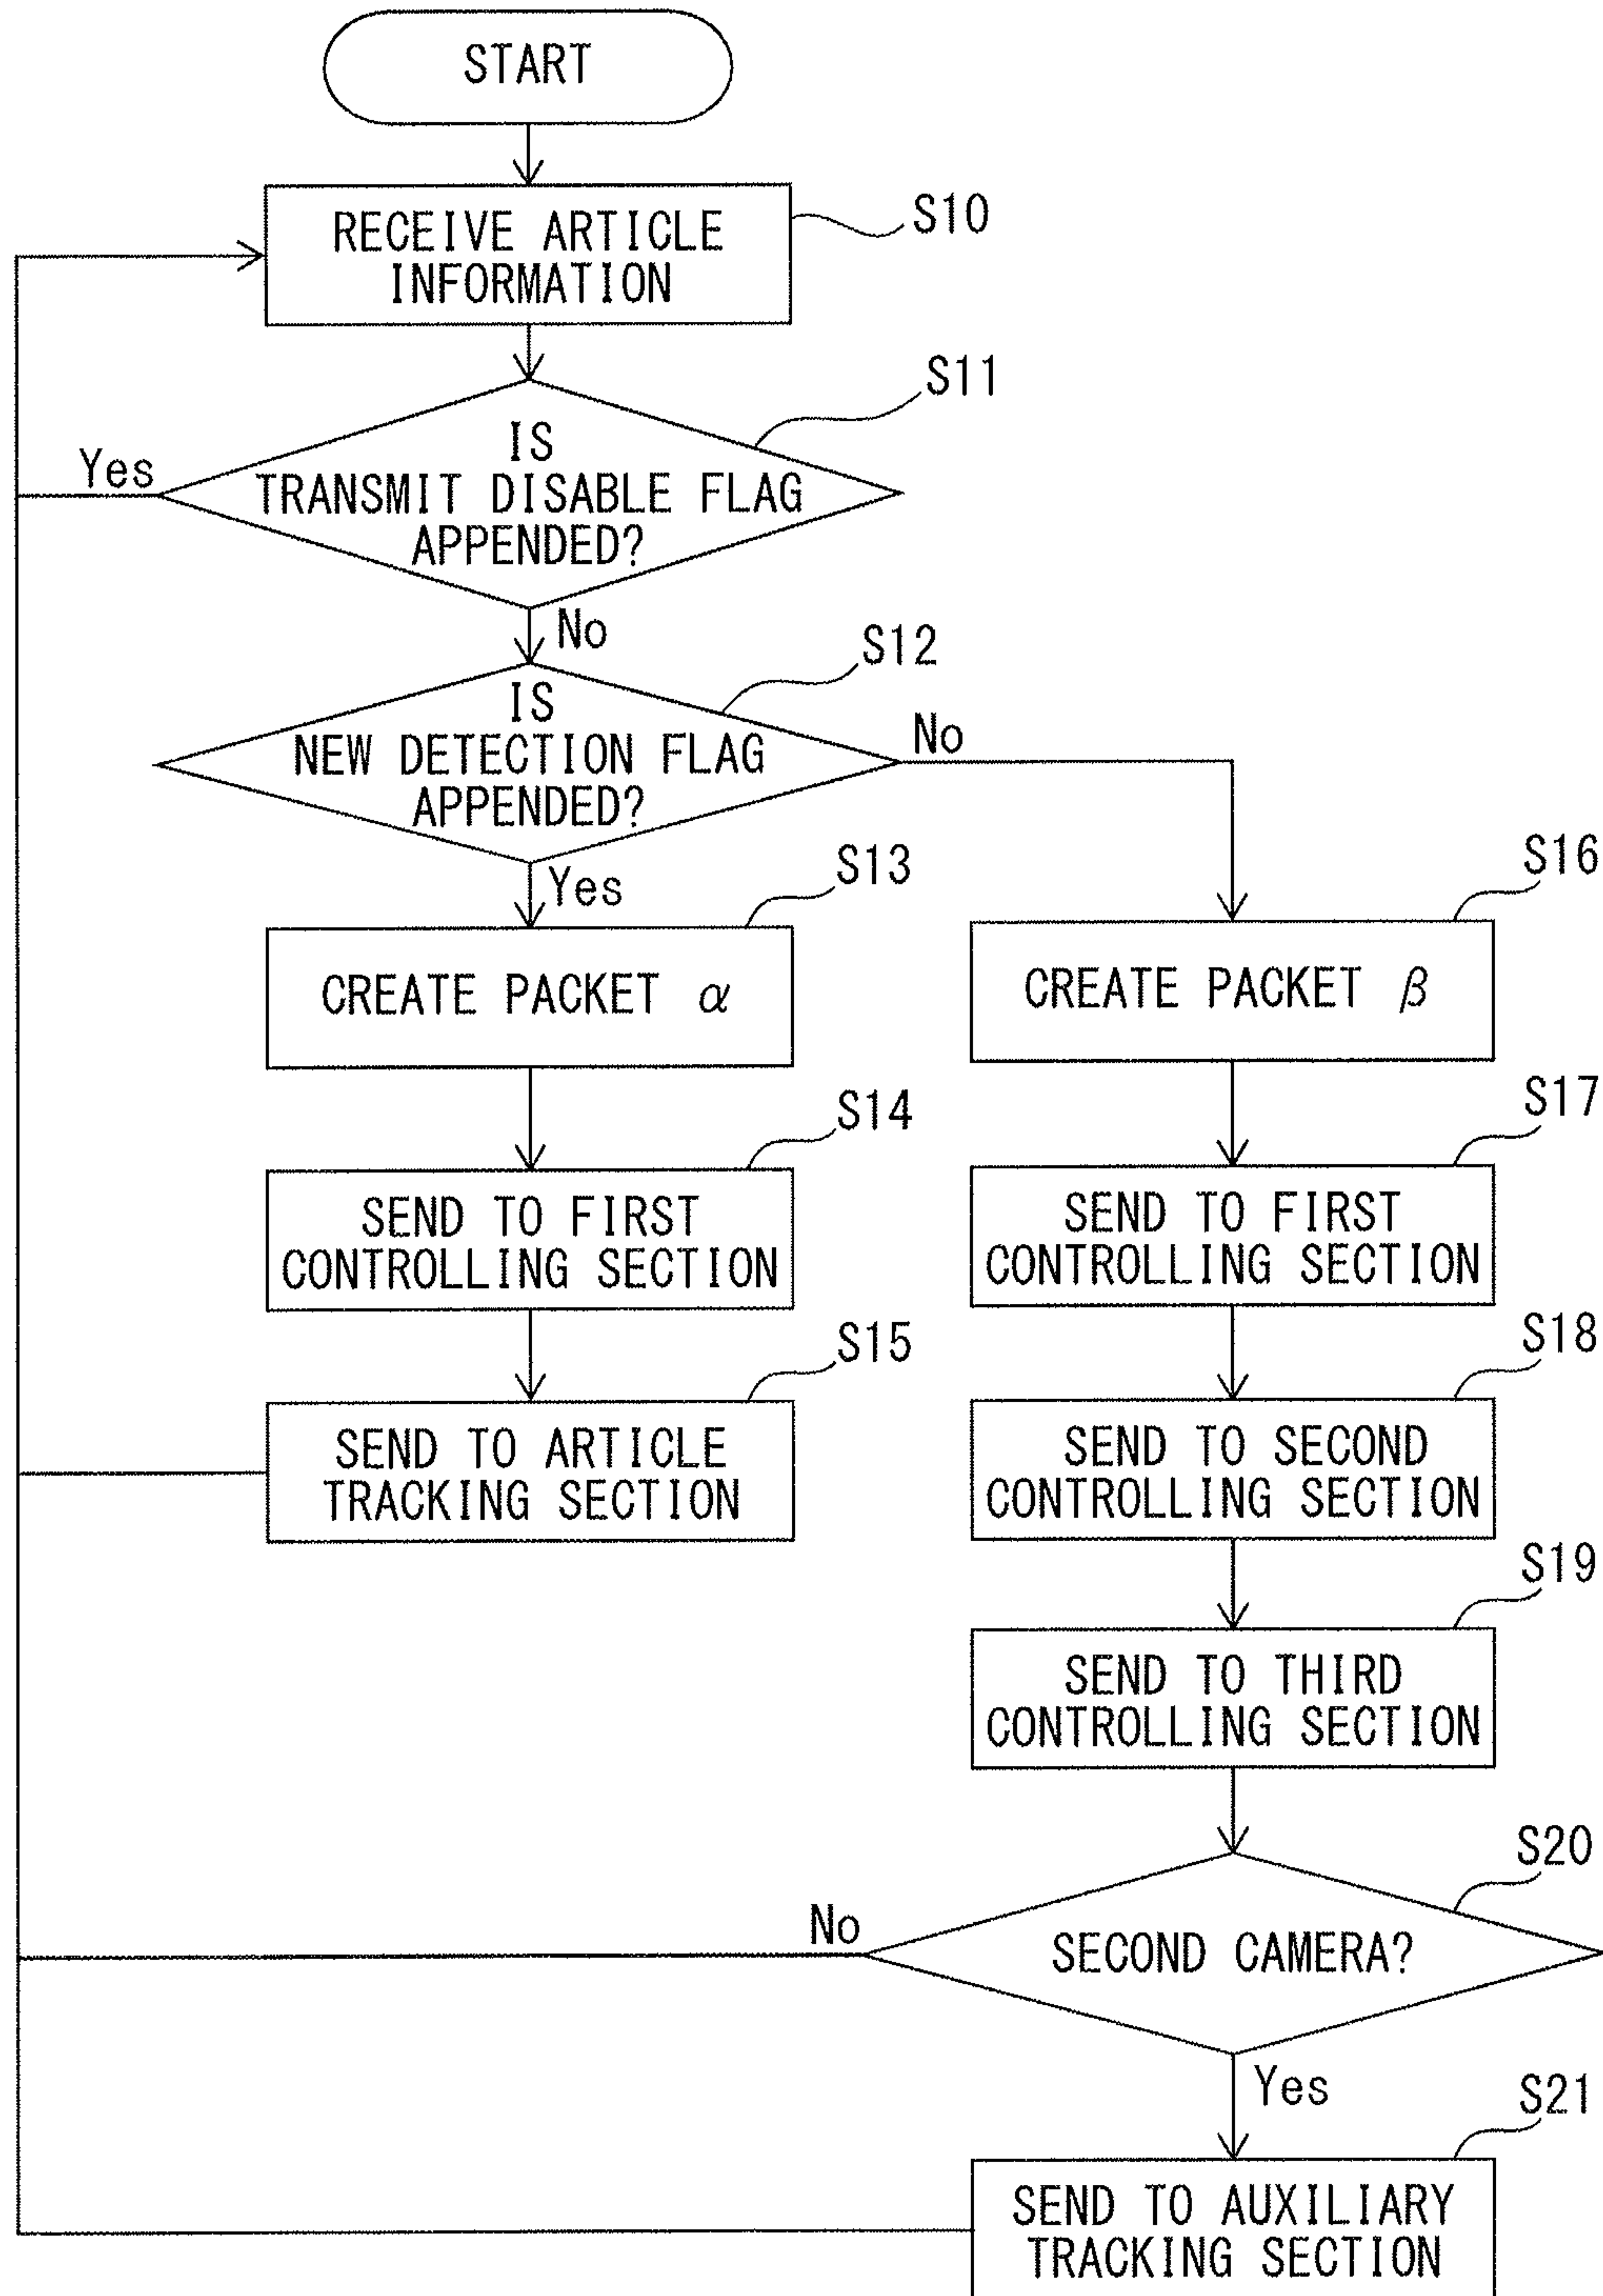 START
RECEIVE ARTICLE
INFORMATION
S10
IS
TRANSMIT DISABLE FLAG
APPENDED?
S11
Yes
No
IS
NEW DETECTION FLAG
APPENDED?
S12
No
Yes
CREATE PACKET α
S13
SEND TO FIRST
CONTROLLING SECTION
S14
SEND TO ARTICLE
TRACKING SECTION
S15
CREATE PACKET β
S16
SEND TO FIRST
CONTROLLING SECTION
S17
SEND TO SECOND
CONTROLLING SECTION
S18
SEND TO THIRD
CONTROLLING SECTION
S19
SECOND CAMERA?
S20
No
Yes
SEND TO AUXILIARY
TRACKING SECTION
S21